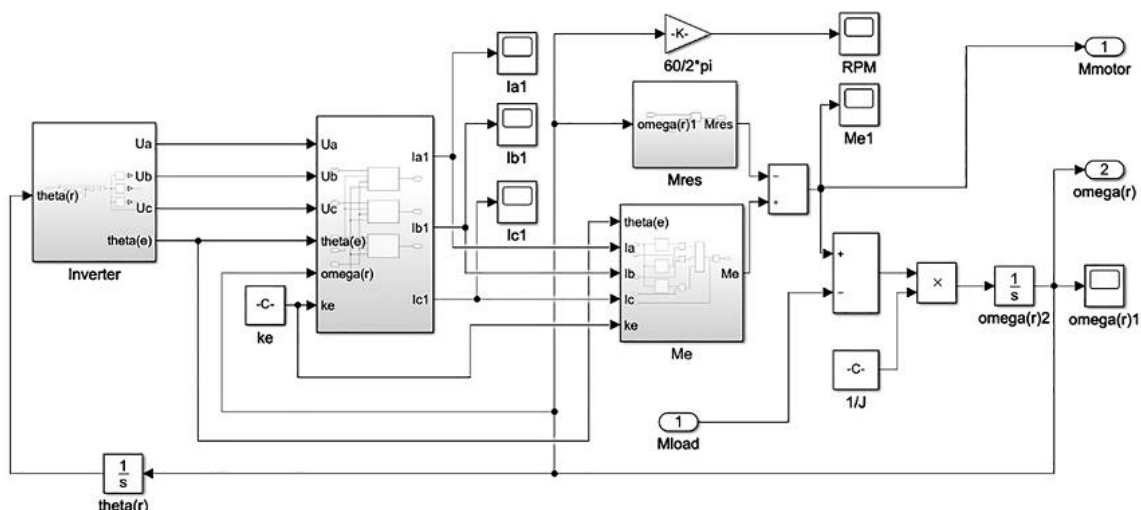 -K-
60/2*pi
RPM
1
Mmotor
Ia1
omega(r)1 Mres
Mres
Me1
Ib1
Ua
Ub
Uc
theta(e)
theta(r)
Inverter
Ua
Ub
Uc
theta(e)
omega(r)
ke
Ia1
Ib1
Ic1
Ic1
-C-
ke
theta(e)
Ia
Ib
Ic
ke
Me
Me
−
+
+
−
×
1
s
omega(r)2
2
omega(r)
omega(r)1
-C-
1/J
1
Mload
1
s
theta(r)